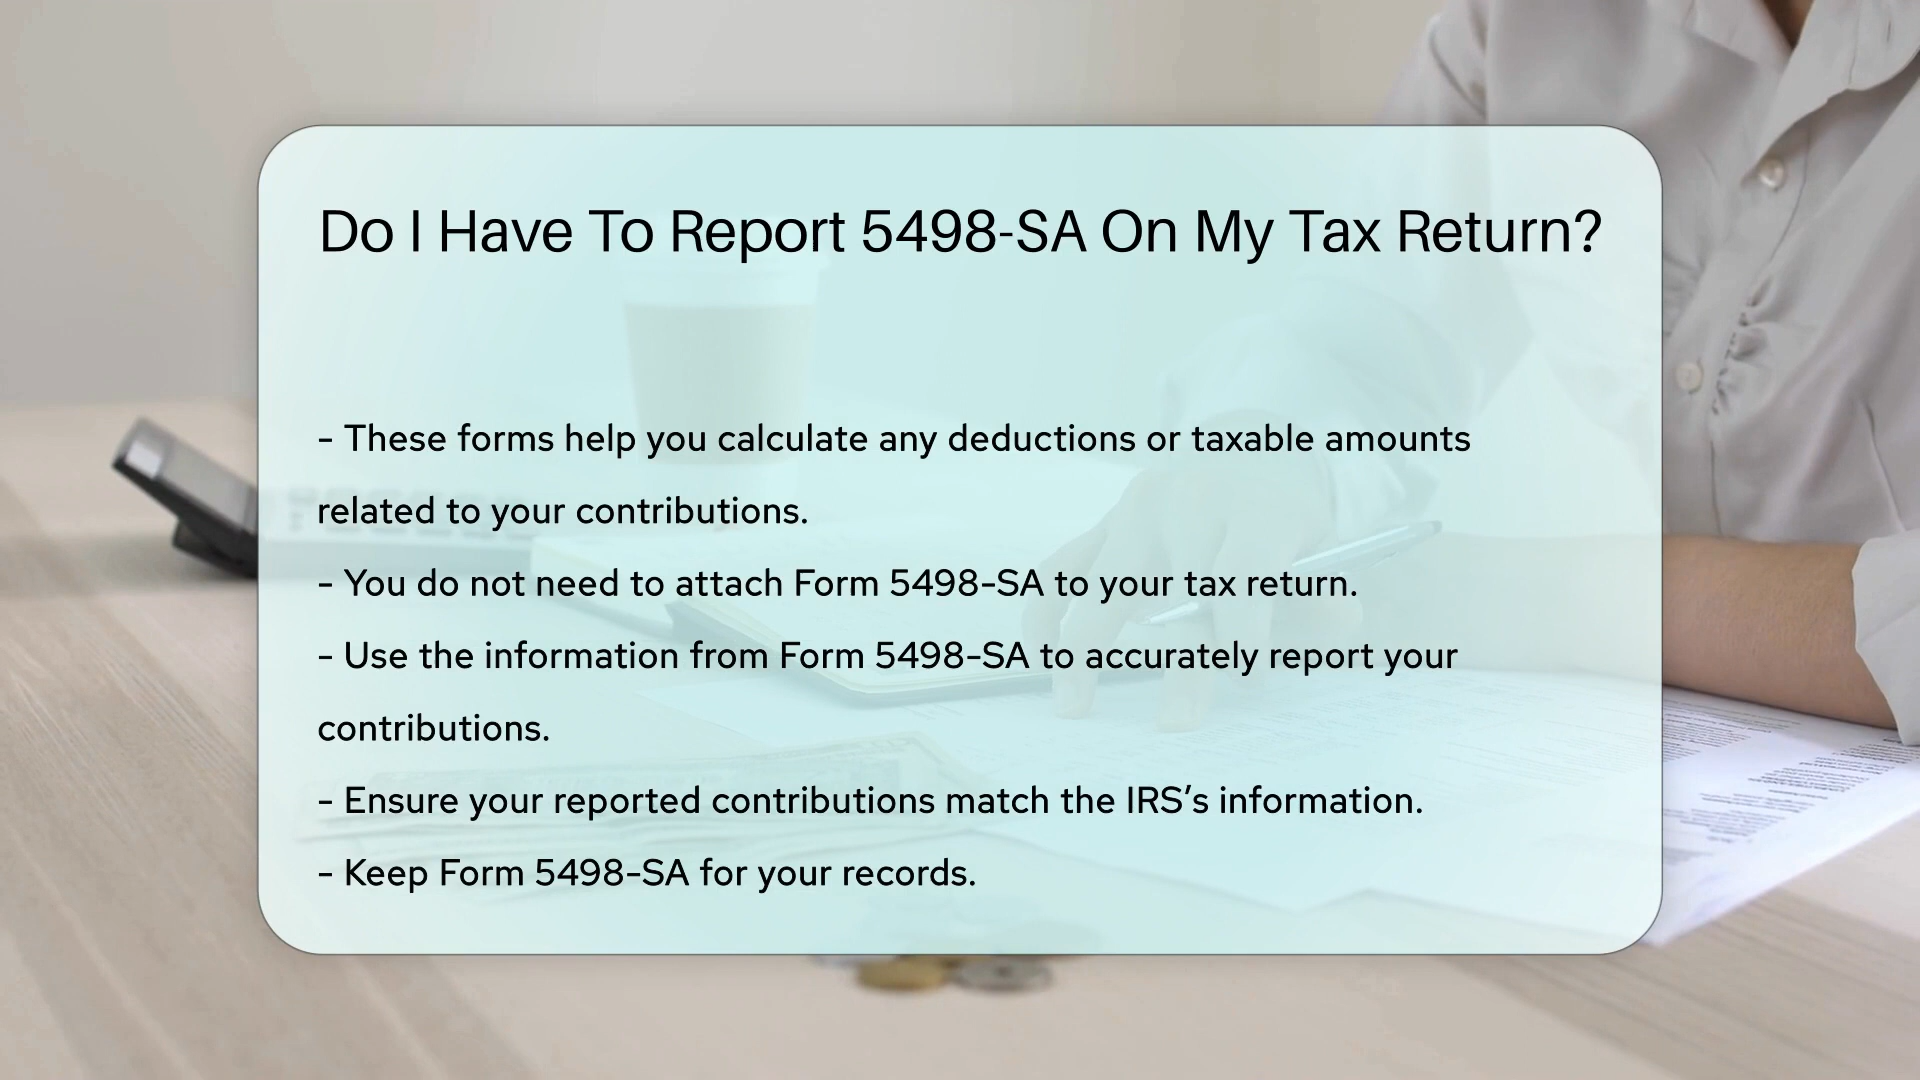 Do I Have To Report 5498-SA On My Tax Return?
- These forms help you calculate any deductions or taxable amounts
related to your contributions.
- You do not need to attach Form 5498-SA to your tax return.
- Use the information from Form 5498-SA to accurately report your
contributions.
- Ensure your reported contributions match the IRS’s information.
- Keep Form 5498-SA for your records.